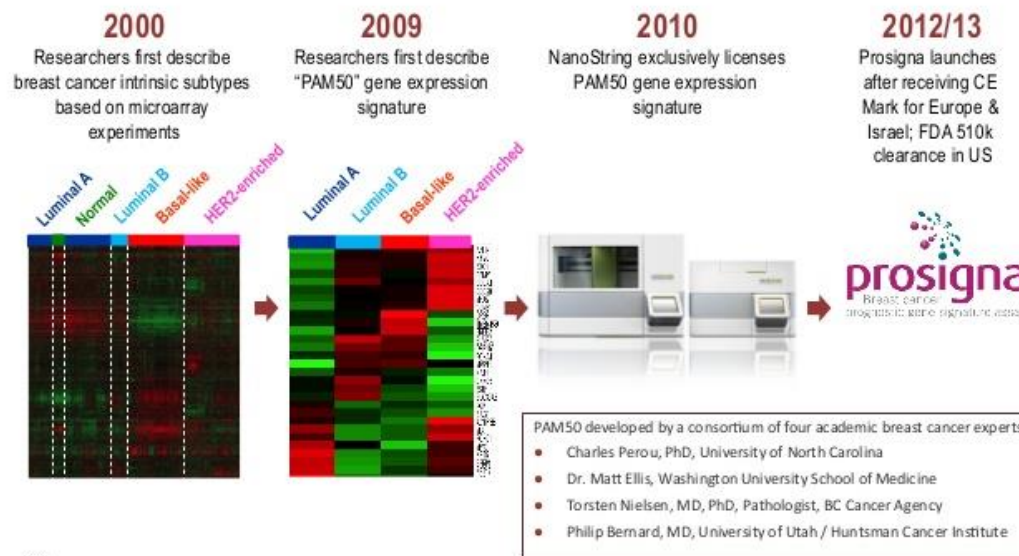 2000
Researchers first describe
breast cancer intrinsic subtypes
based on microarray
experiments
2009
Researchers first describe
“PAM50” gene expression
signature
2010
NanoString exclusively licenses
PAM50 gene expression
signature
2012/13
Prosigna launches
after receiving CE
Mark for Europe &
Israel; FDA 510k
clearance in US
Luminal A
Normal
Luminal B
Basal-like
HER2-enriched
Luminal A
Luminal B
Basal-like
HER2-enriched
prosigna
Breast cancer
prognostic gene signature assa
PAM50 developed by a consortium of four academic breast cancer experts
• Charles Perou, PhD, University of North Carolina
• Dr. Matt Ellis, Washington University School of Medicine
• Torsten Nielsen, MD, PhD, Pathologist, BC Cancer Agency
• Philip Bernard, MD, University of Utah / Huntsman Cancer Institute